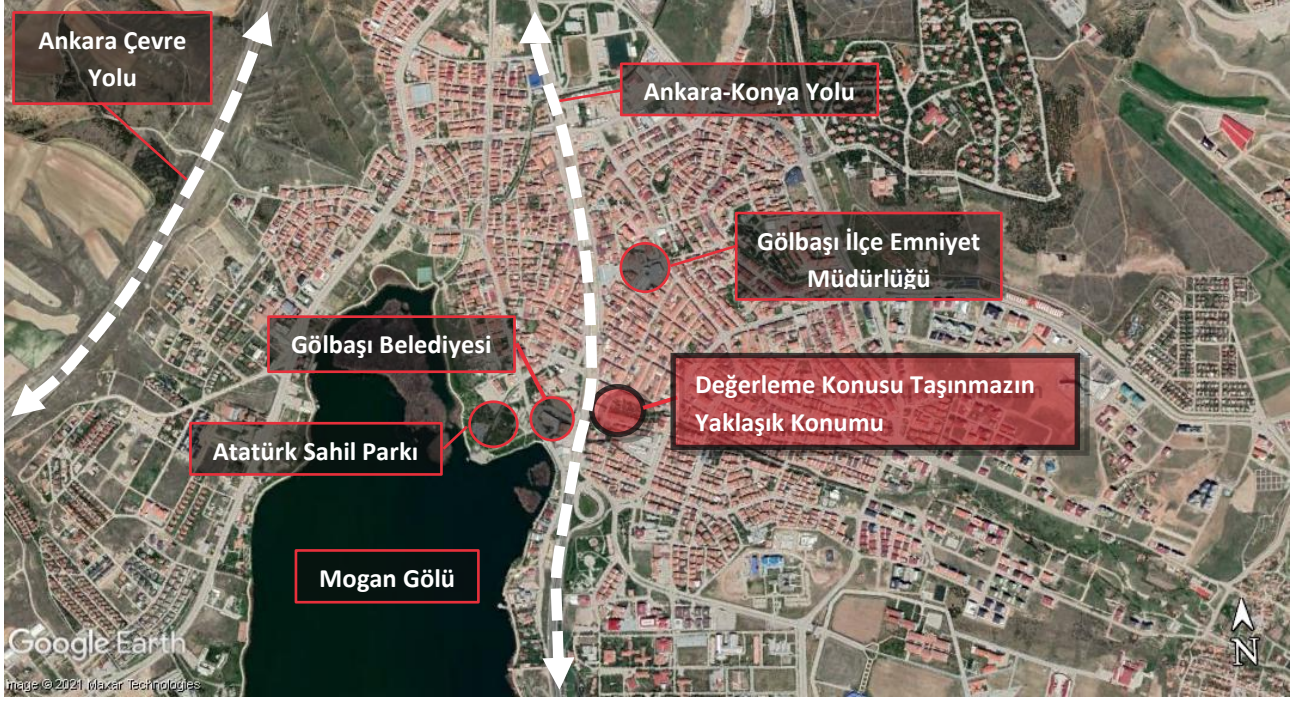 Ankara Çevre
Yolu
Ankara-Konya Yolu
Gölbaşı İlçe Emniyet
Müdürlüğü
Gölbaşı Belediyesi
Değerleme Konusu Taşınmazın
Yaklaşık Konumu
Atatürk Sahil Parkı
Mogan Gölü
Google Earth
N
mage © 2021 Maxar Technologies